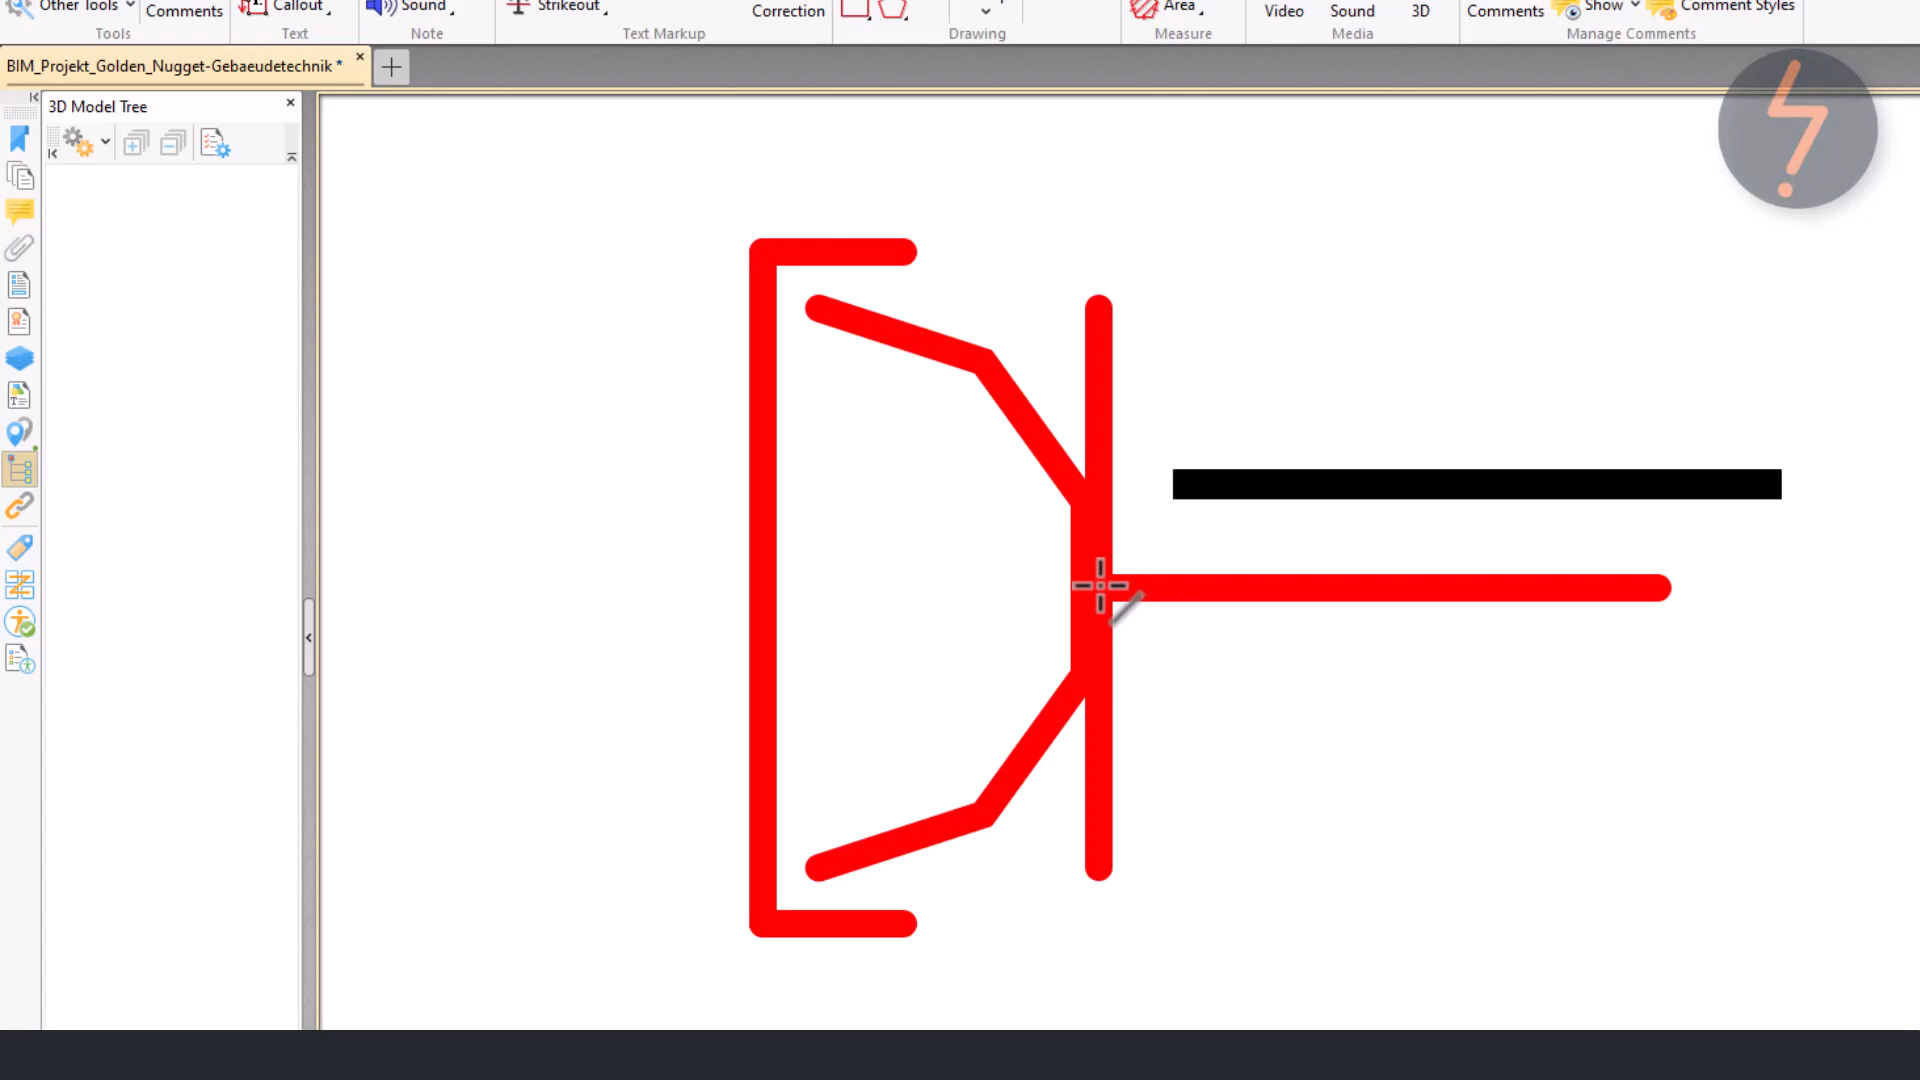 Other Tools Comments Callout Sound Strikeout Correction Area Video Sound 3D Comments Show Comment Styles
Tools Text Note Text Markup Drawing Measure Media Manage Comments
BIM_Projekt_Golden_Nugget-Gebaeudetechnik *
3D Model Tree